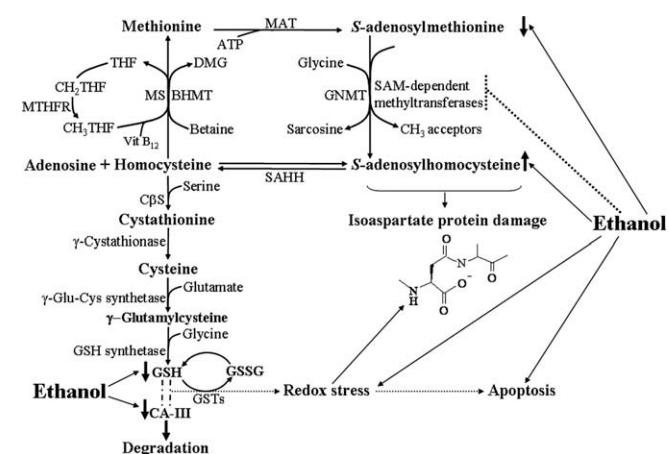 Methionine MAT S-adenosylmethionine
ATP
THF DMG Glycine
CH2THF MS BHMT GNMT SAM-dependent
methyltransferases
MTHFR
CH3THF Vit B12 Betaine Sarcosine CH3 acceptors
Adenosine + Homocysteine SAHH S-adenosylhomocysteine
Serine
CβS
Cystathionine Isoaspartate protein damage Ethanol
γ-Cystathionase
Cysteine
O
N
O
γ-Glu-Cys synthetase Glutamate
N
H
O-
O
γ–Glutamylcysteine
Glycine
GSH synthetase
Ethanol GSH GSSG Redox stress Apoptosis
GSTs
CA-III
Degradation